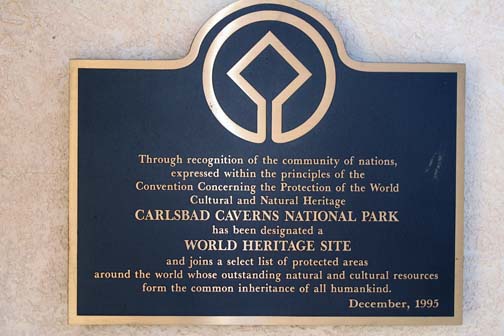 Through recognition of the community of nations,
expressed within the principles of the
Convention Concerning the Protection of the World
Cultural and Natural Heritage
CARLSBAD CAVERNS NATIONAL PARK
has been designated a
WORLD HERITAGE SITE
and joins a select list of protected areas
around the world whose outstanding natural and cultural resources
form the common inheritance of all humankind.
December, 1995